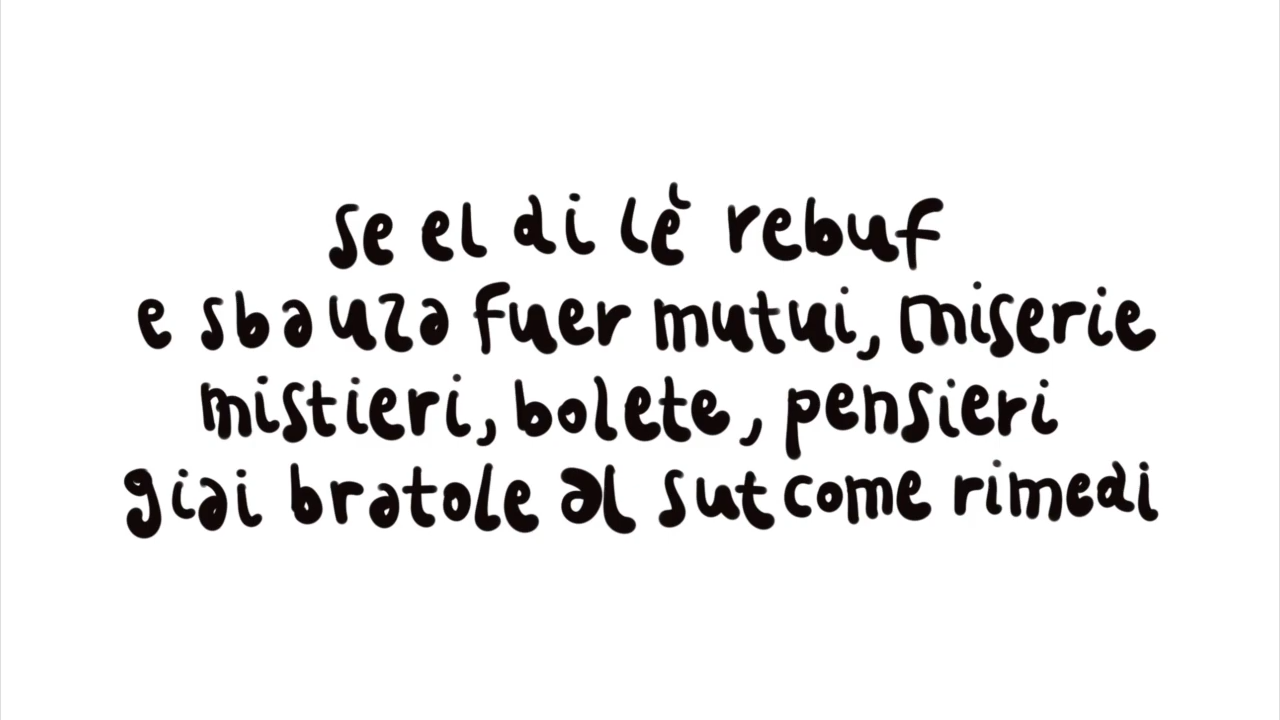 se el di lè rebuf
e sbauza fuer mutui, miserie
mistieri, bolete, pensieri
giai bratole al sut come rimedi